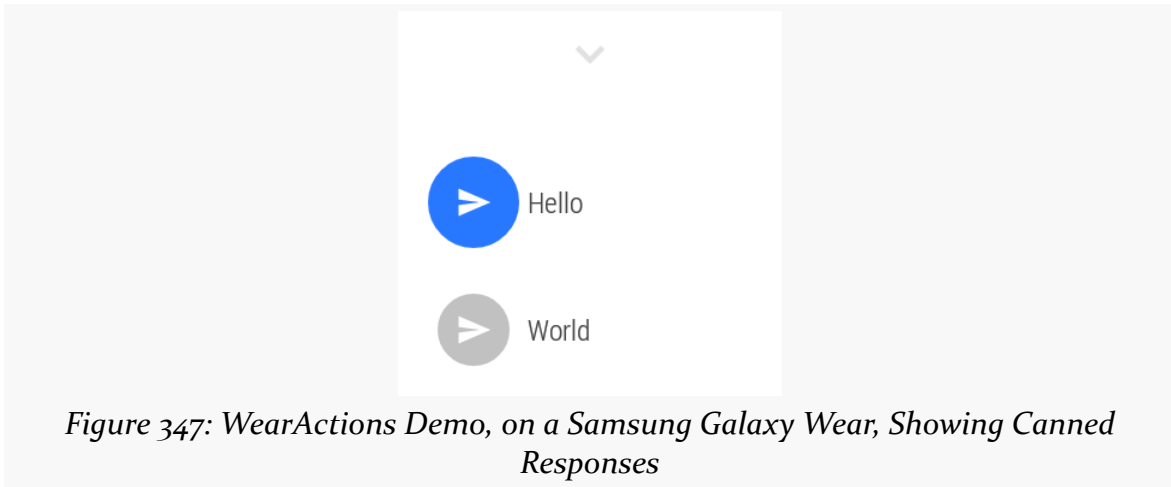 Hello
World
Figure 347: WearActions Demo, on a Samsung Galaxy Wear, Showing Canned
Responses